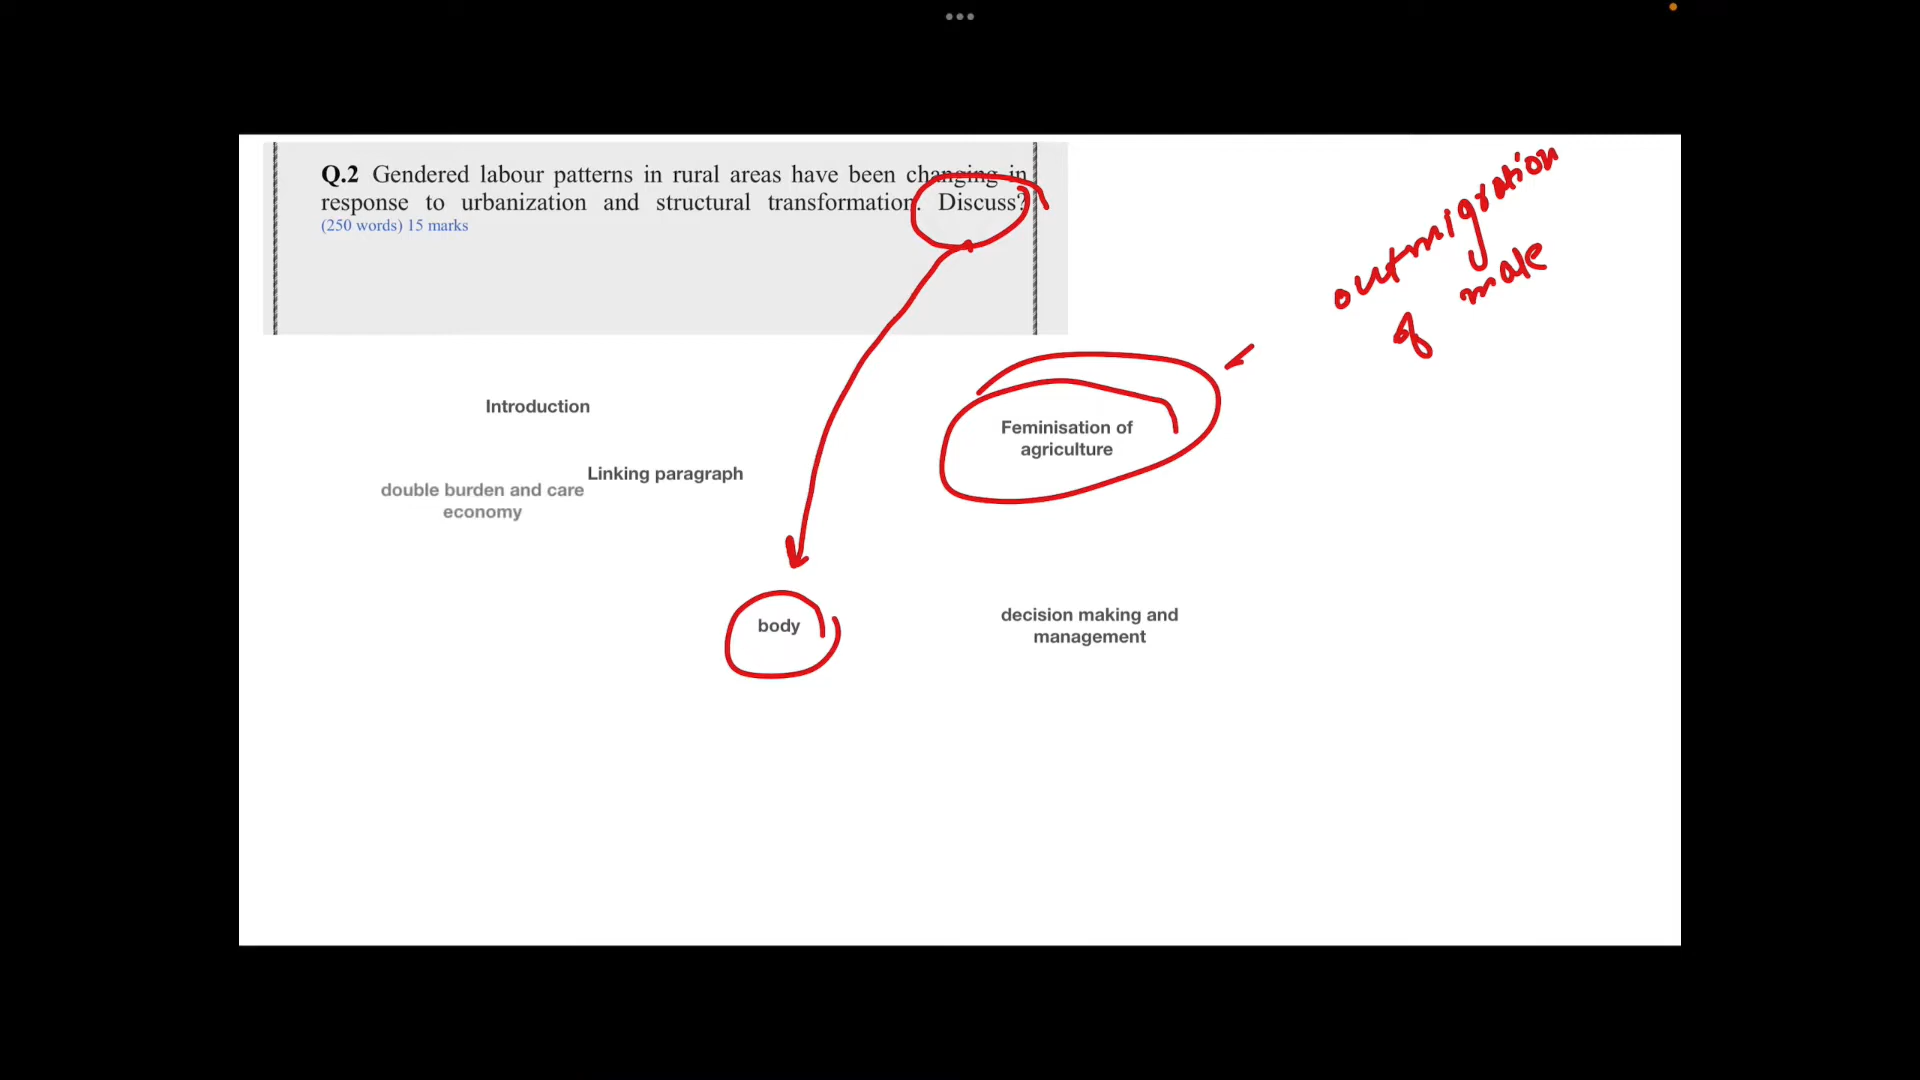 Q.2 Gendered labour patterns in rural areas have been changing in
response to urbanization and structural transformation. Discuss?
(250 words) 15 marks
outmigration
of male
Introduction
Feminisation of
agriculture
Linking paragraph
double burden and care
economy
body
decision making and
management